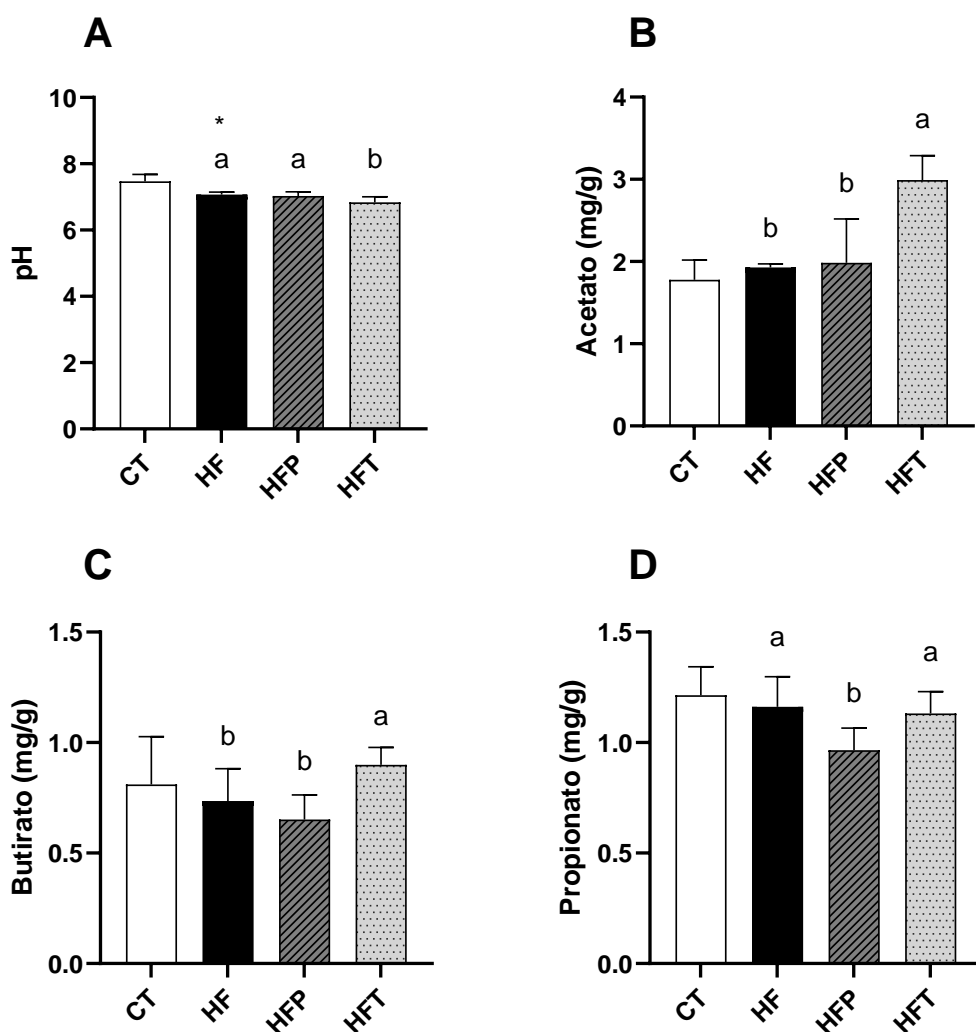 A
pH
10
8
6
4
2
0
*
a
a
b
CT
HF
HFP
HFT
B
Acetato (mg/g)
4
3
2
1
0
b
b
a
CT
HF
HFP
HFT
C
Butirato (mg/g)
1.5
1.0
0.5
0.0
b
b
a
CT
HF
HFP
HFT
D
Propionato (mg/g)
1.5
1.0
0.5
0.0
a
b
a
CT
HF
HFP
HFT